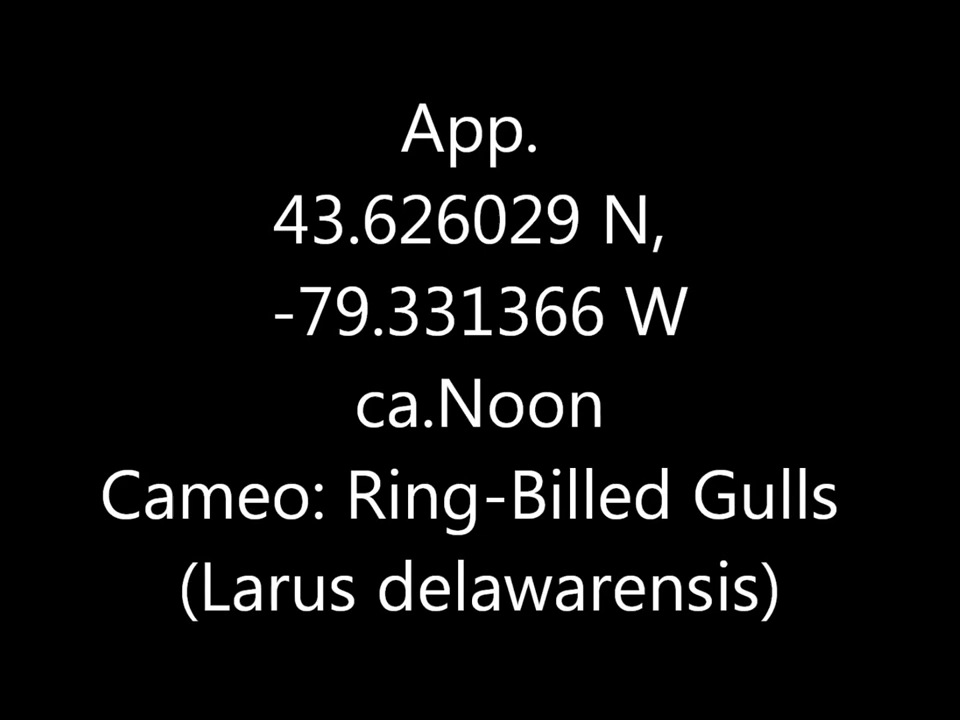 App.
43.626029 N,
-79.331366 W
ca.Noon
Cameo: Ring-Billed Gulls
(Larus delawarensis)